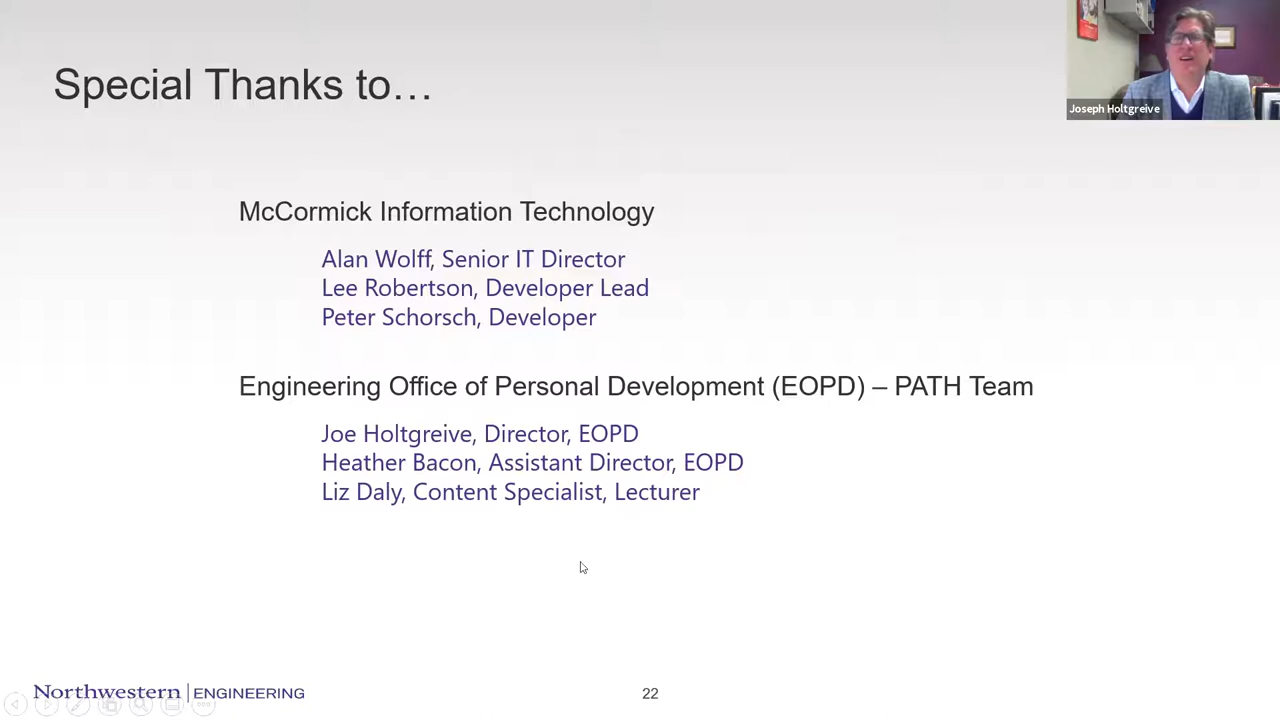 Special Thanks to…
Joseph Holtgreive
McCormick Information Technology
Alan Wolff, Senior IT Director
Lee Robertson, Developer Lead
Peter Schorsch, Developer
Engineering Office of Personal Development (EOPD) – PATH Team
Joe Holtgreive, Director, EOPD
Heather Bacon, Assistant Director, EOPD
Liz Daly, Content Specialist, Lecturer
Northwestern | ENGINEERING
22